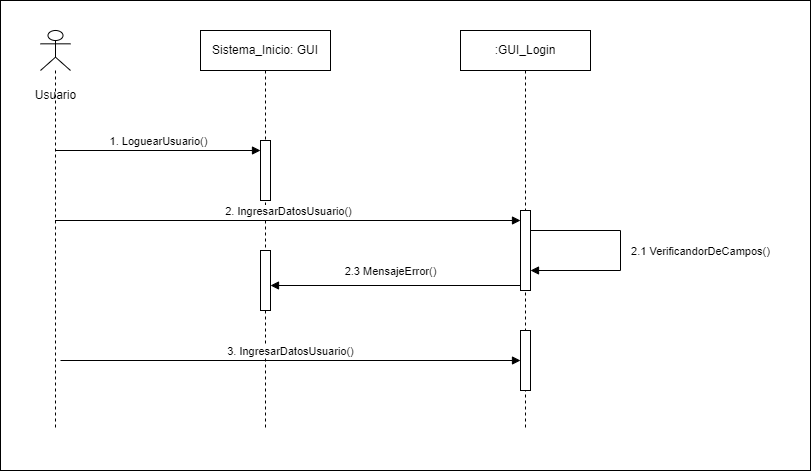 Sistema_Inicio: GUI
:GUI_Login
Usuario
1. LoguearUsuario()
2. IngresarDatosUsuario()
2.1 VerificandorDeCampos()
2.3 MensajeError()
3. IngresarDatosUsuario()